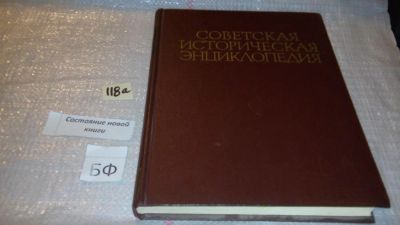 СОВЕТСКАЯ
ИСТОРИЧЕСКАЯ
ЭНЦИКЛОПЕДИЯ
118а
Состояние новой
книги
БФ